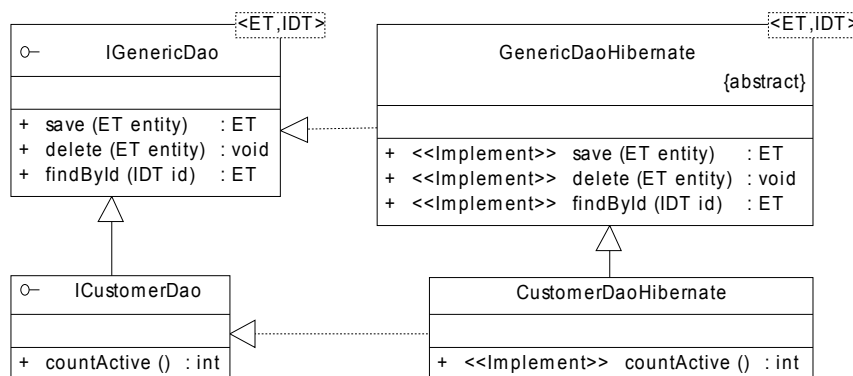 <ET,IDT>
IGenericDao
+ save (ET entity) : ET
+ delete (ET entity) : void
+ findById (IDT id) : ET
<ET,IDT>
GenericDaoHibernate
{abstract}
+ <<Implement>> save (ET entity) : ET
+ <<Implement>> delete (ET entity) : void
+ <<Implement>> findById (IDT id) : ET
ICustomerDao
+ countActive () : int
CustomerDaoHibernate
+ <<Implement>> countActive () : int